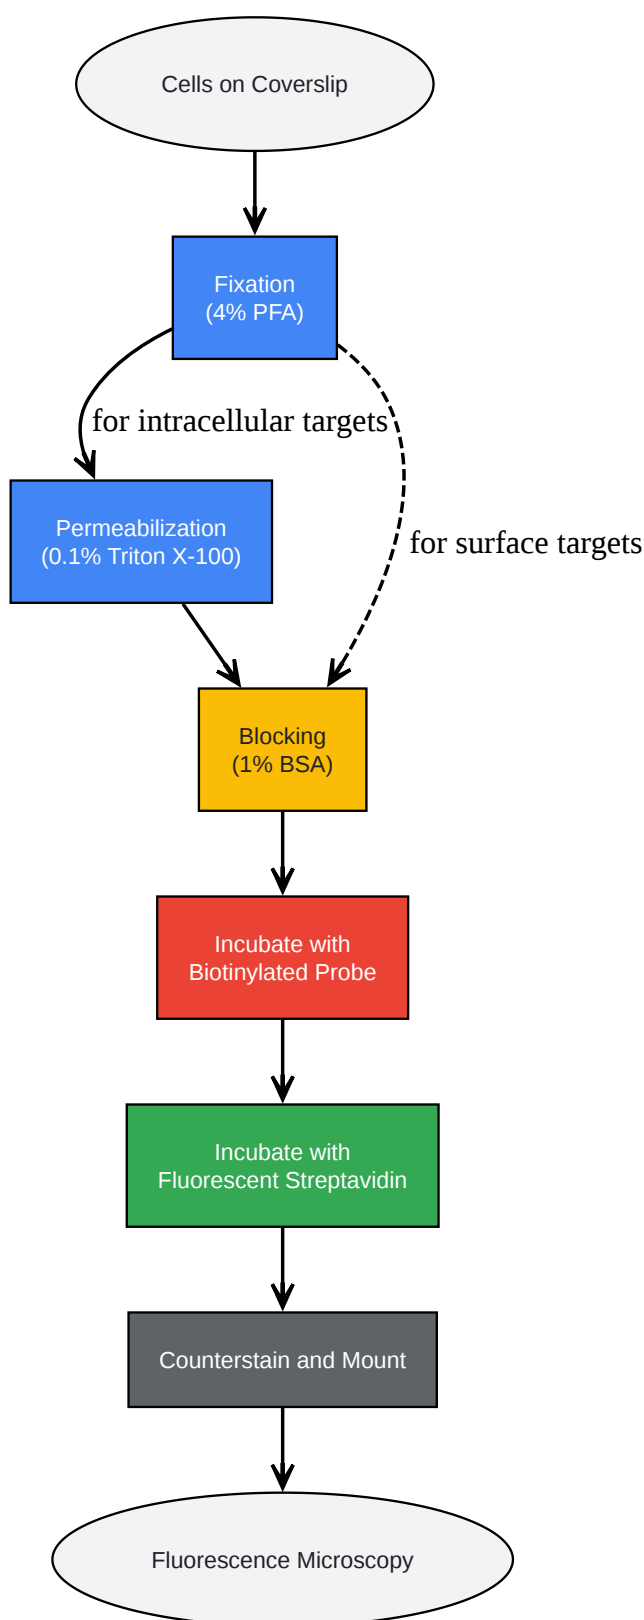 Cells on Coverslip
Fixation
(4% PFA)
for intracellular targets
Permeabilization
(0.1% Triton X-100)
for surface targets
Blocking
(1% BSA)
Incubate with
Biotinylated Probe
Incubate with
Fluorescent Streptavidin
Counterstain and Mount
Fluorescence Microscopy